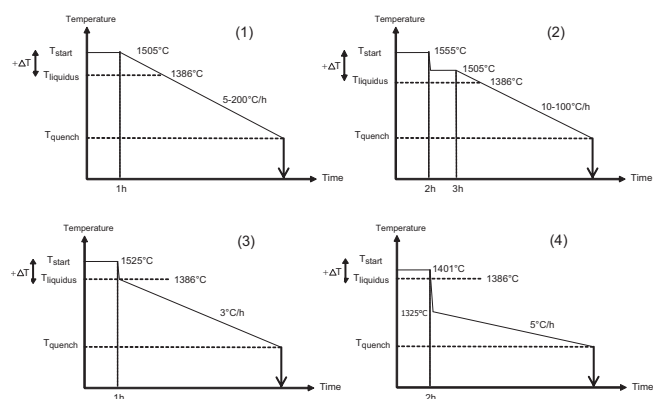 Temperature
(1)
Tstart
1505°C
+ΔT
Tliquidus
1386°C
5-200°C/h
Tquench
Time
1h
Temperature
(2)
Tstart
1555°C
+ΔT
1505°C
Tliquidus
1386°C
10-100°C/h
Tquench
Time
2h
3h
Temperature
(3)
Tstart
1525°C
+ΔT
Tliquidus
1386°C
3°C/h
Tquench
Time
1h
Temperature
(4)
Tstart
1401°C
+ΔT
Tliquidus
1386°C
1325°C
5°C/h
Tquench
Time
2h